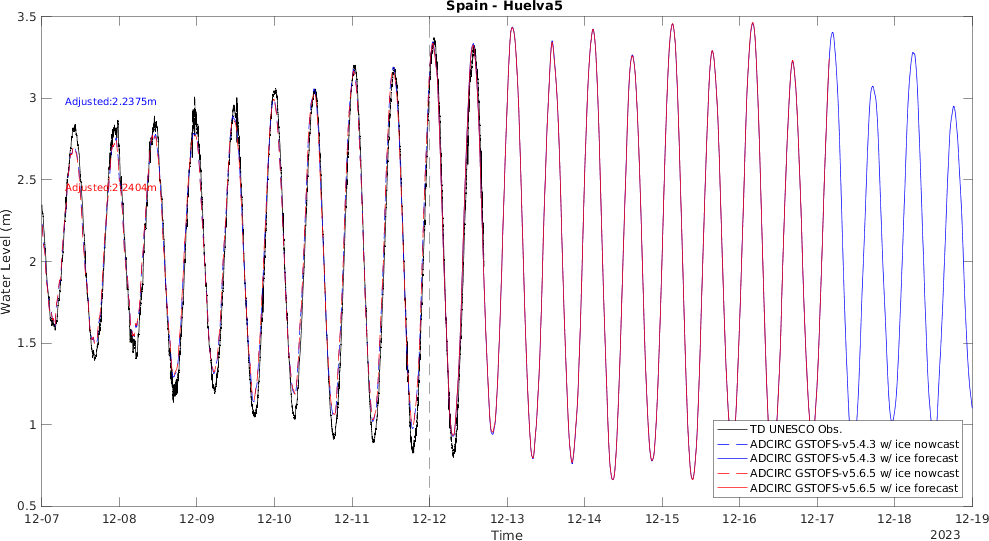 Spain - Huelva5
3.5
3
2.5
2
1.5
1
0.5
Water Level (m)
Adjusted:2.2375m
Adjusted:2.2404m
TD UNESCO Obs.
ADCIRC GSTOFS-v5.4.3 w/ ice nowcast
ADCIRC GSTOFS-v5.4.3 w/ ice forecast
ADCIRC GSTOFS-v5.6.5 w/ ice nowcast
ADCIRC GSTOFS-v5.6.5 w/ ice forecast
12-07 12-08 12-09 12-10 12-11 12-12 12-13 12-14 12-15 12-16 12-17 12-18 12-19
Time
2023